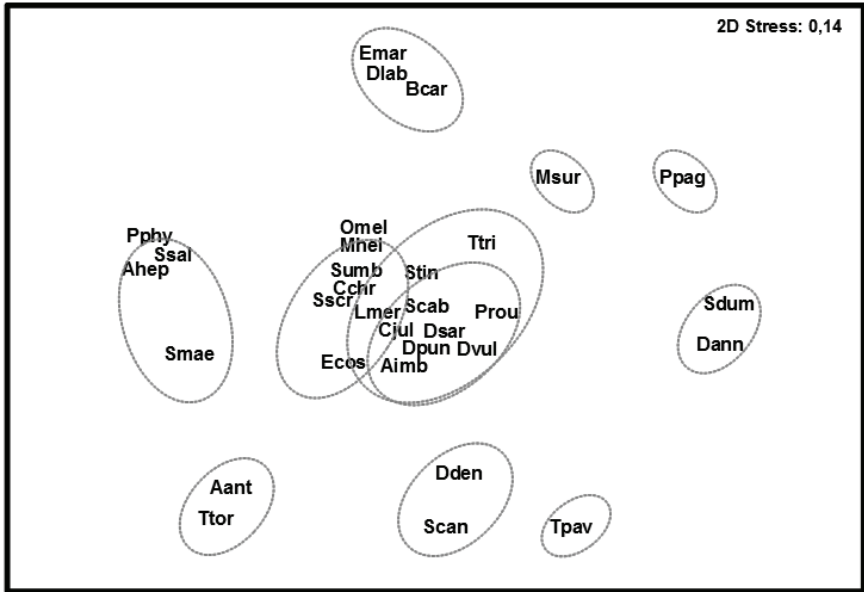 2D Stress: 0,14
Emar
Dlab
Bcar
Msur
Ppag
Pphy
Ssal
Ahep
Smae
Omel
Mhel
Sumb
Cchr
Sscr
Lmer
Ecos
Ttri
Stin
Scab
Prou
Cjul
Dsar
Dpun
Dvul
Aimb
Sdum
Dann
Aant
Ttor
Dden
Scan
Tpav